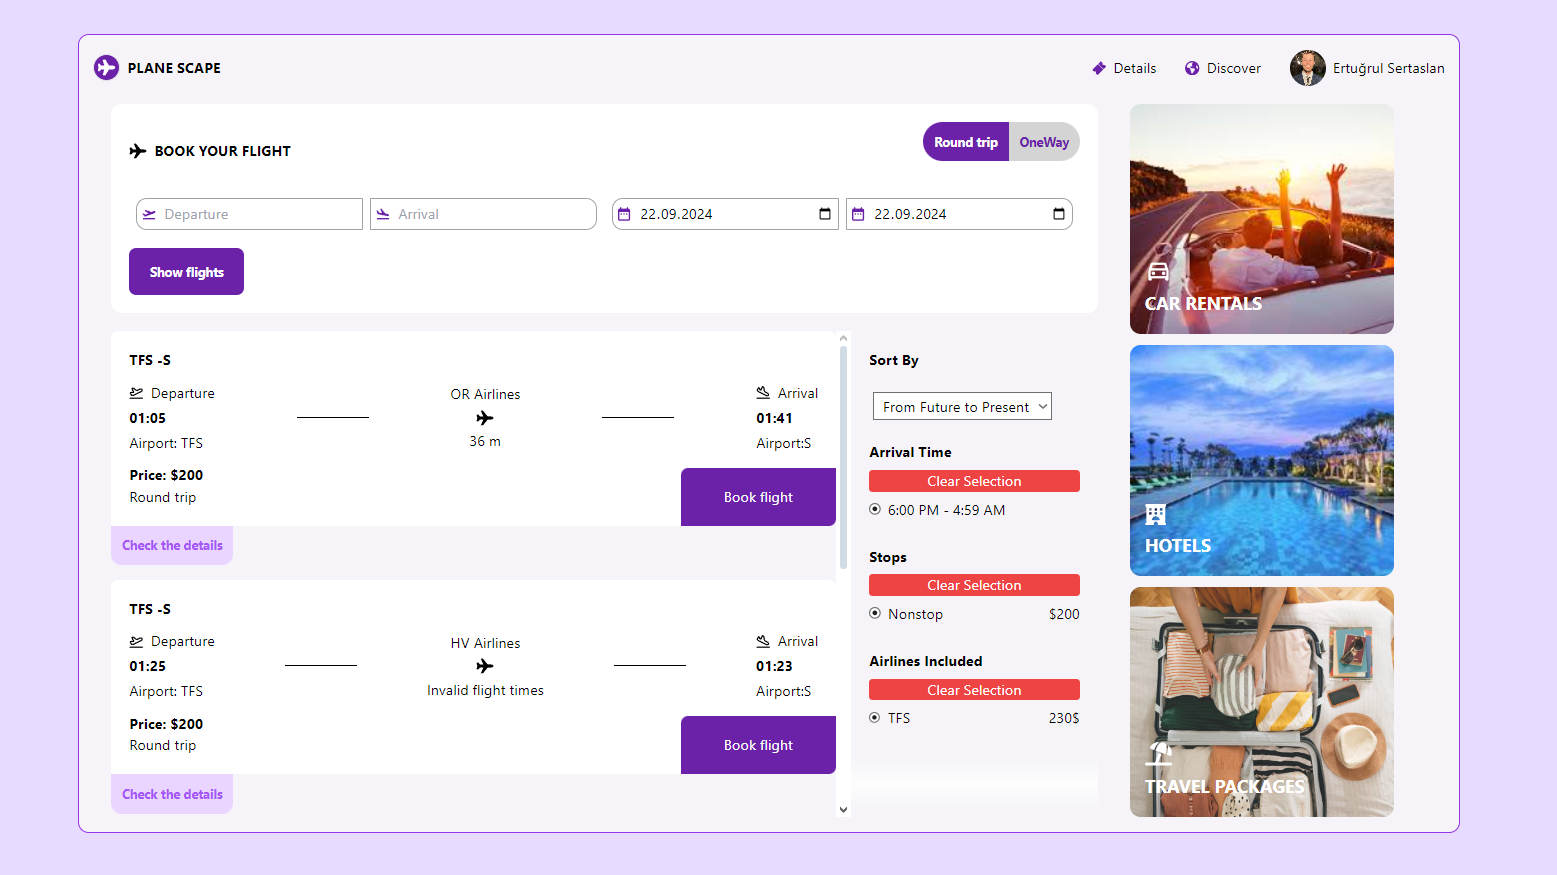 PLANE SCAPE
Details
Discover
Ertuğrul Sertaslan
BOOK YOUR FLIGHT
Round trip
OneWay
Departure
Arrival
22.09.2024
22.09.2024
Show flights
TFS -S
Departure
01:05
Airport: TFS
OR Airlines
36 m
Arrival
01:41
Airport:S
Price: $200
Round trip
Book flight
Check the details
TFS -S
Departure
01:25
Airport: TFS
HV Airlines
Invalid flight times
Arrival
01:23
Airport:S
Price: $200
Round trip
Book flight
Check the details
Sort By
From Future to Present
Arrival Time
Clear Selection
6:00 PM - 4:59 AM
Stops
Clear Selection
Nonstop $200
Airlines Included
Clear Selection
TFS 230$
CAR RENTALS
HOTELS
TRAVEL PACKAGES